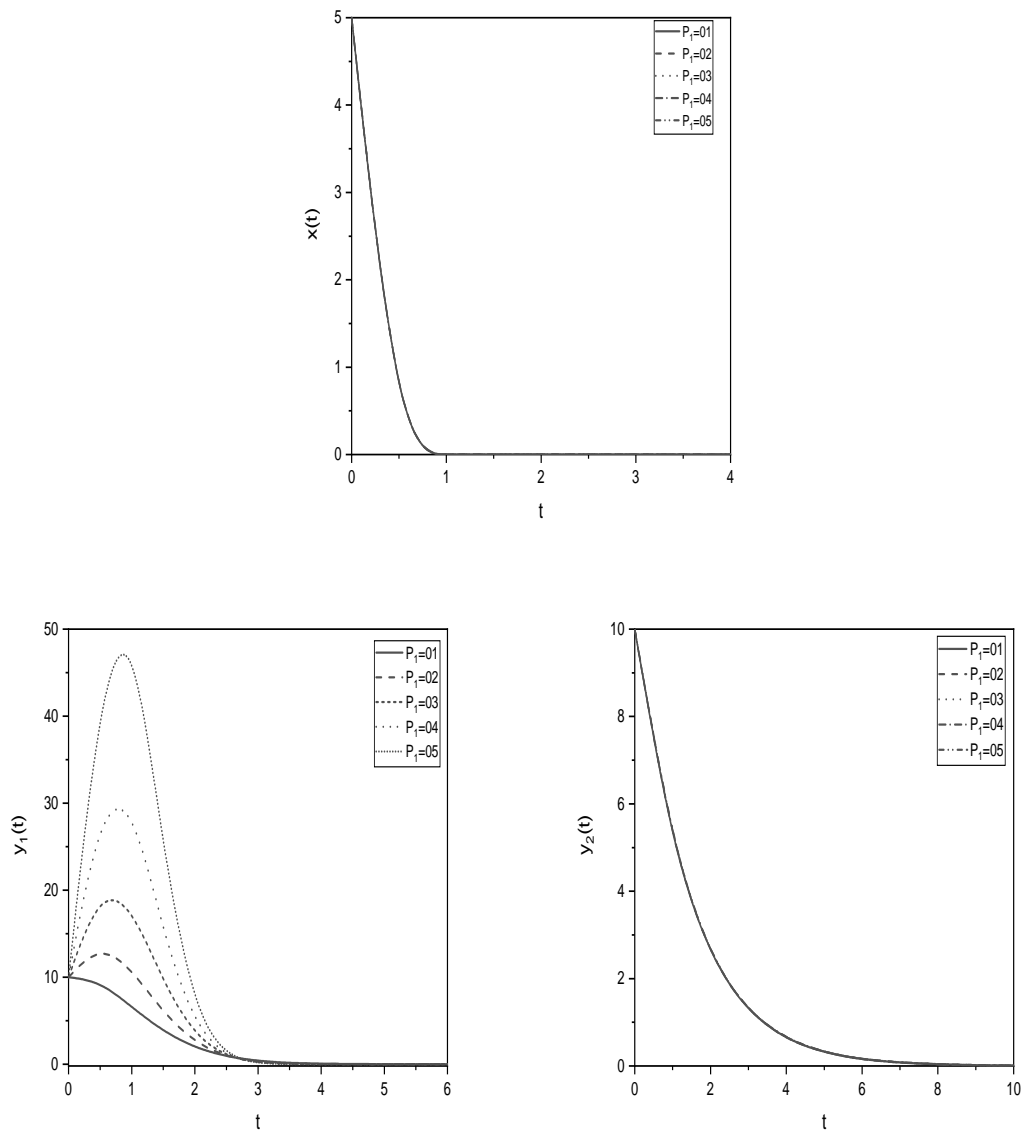 5
4
3
2
1
0
x(t)
0 1 2 3 4
t
P₁=01
P₁=02
P₁=03
P₁=04
P₁=05
50
40
30
20
10
0
y₁(t)
0 1 2 3 4 5 6
t
P₁=01
P₁=02
P₁=03
P₁=04
P₁=05
10
8
6
4
2
0
y₂(t)
0 2 4 6 8 10
t
P₁=01
P₁=02
P₁=03
P₁=04
P₁=05